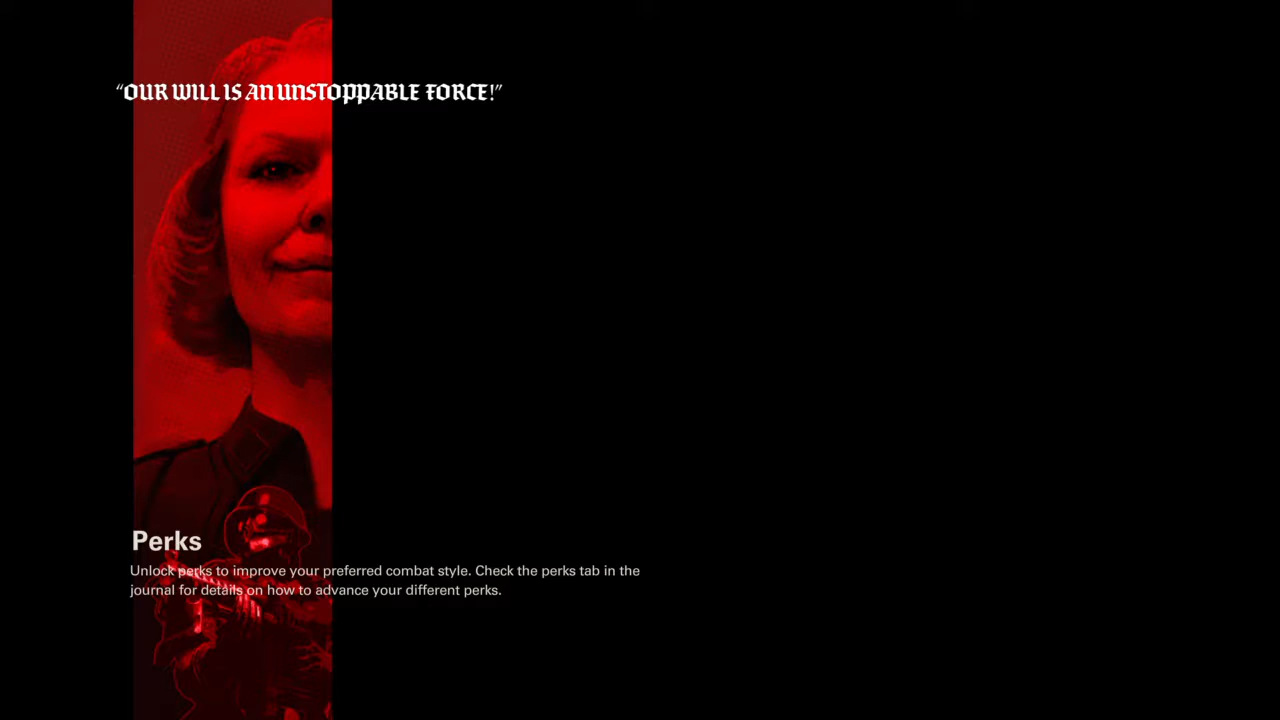 “OUR WILL IS AN UNSTOPPABLE FORCE!”
Perks
Unlock perks to improve your preferred combat style. Check the perks tab in the
journal for details on how to advance your different perks.